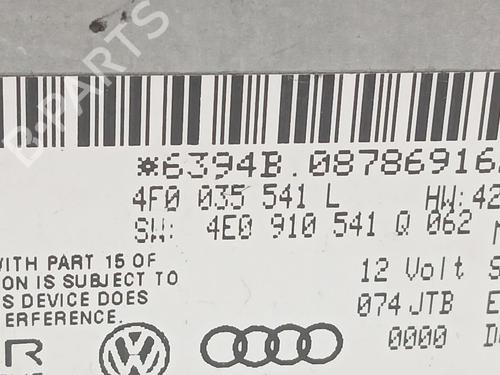 B-PARTS
*6394B.087869162
4F0 035 541 L HW: 42
SW: 4E0 910 541 Q 062
WITH PART 15 OF
ON IS SUBJECT TO
S DEVICE DOES
ERFERENCE.
12 Volt S
074 JTB E
0000
R